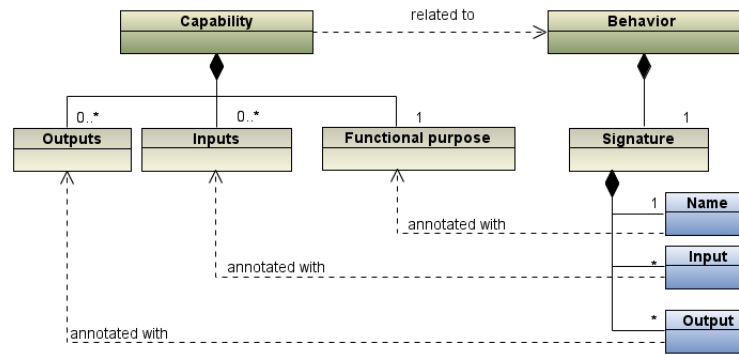 Capability
related to
Behavior
0..*
0..*
1
1
Outputs
Inputs
Functional purpose
Signature
1
Name
annotated with
*
Input
annotated with
*
Output
annotated with